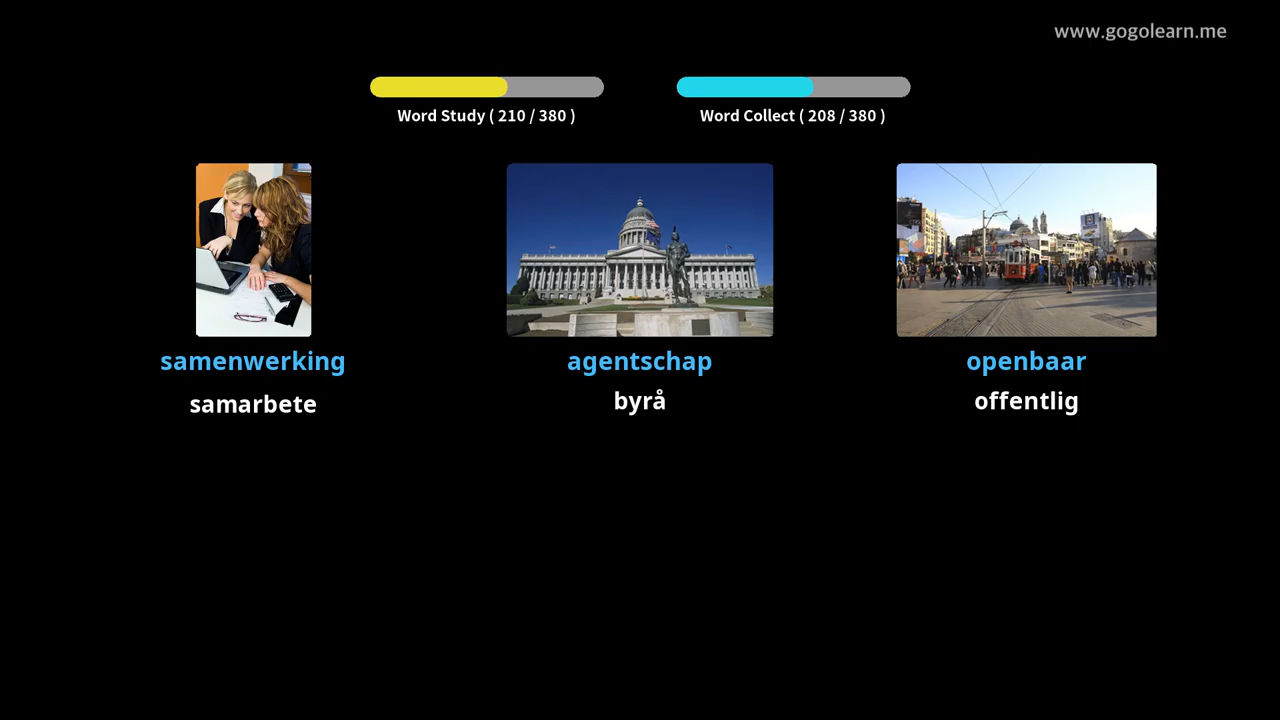 www.gogolearn.me
Word Study ( 210 / 380 )
Word Collect ( 208 / 380 )
samenwerking
samarbete
agentschap
byrå
openbaar
offentlig